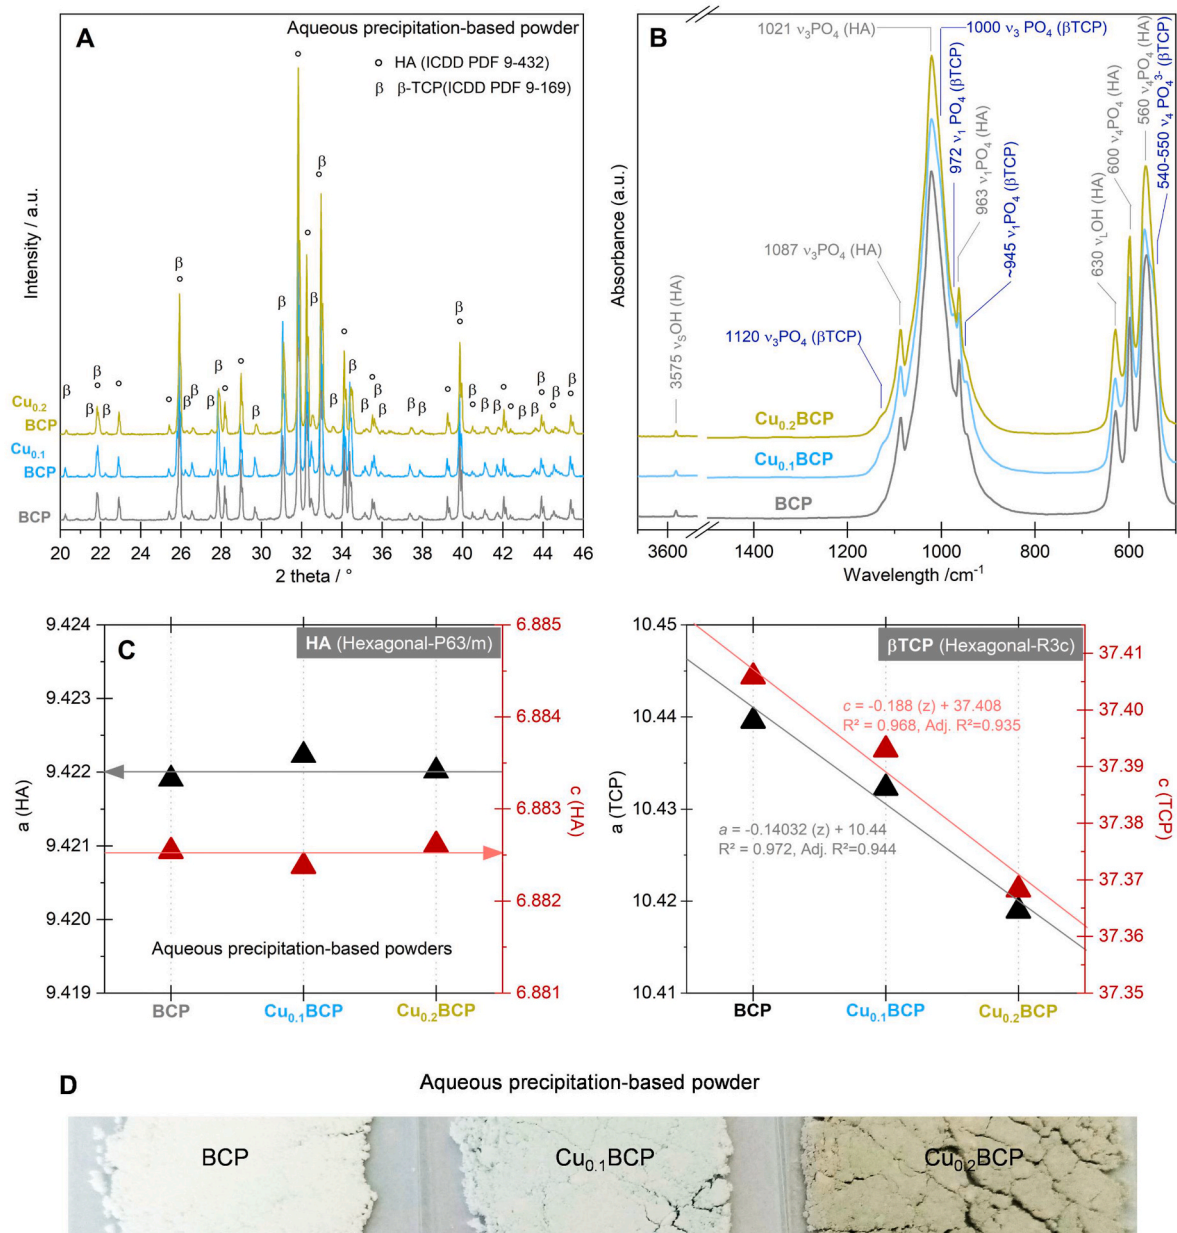 A
Aqueous precipitation-based powder
° HA (ICDD PDF 9-432)
β β-TCP(ICDD PDF 9-169)
Intensity / a.u.
Cu0.2
BCP
Cu0.1
BCP
BCP
20 22 24 26 28 30 32 34 36 38 40 42 44 46
2 theta / °
B
1021 ν3PO4 (HA)
1000 ν3 PO4 (βTCP)
972 ν1 PO4 (βTCP)
963 ν1PO4 (HA)
~945 ν1PO4 (βTCP)
1087 ν3PO4 (HA)
1120 ν3PO4 (βTCP)
3575 νSOH (HA)
630 νLOH (HA)
600 ν4PO4 (HA)
560 ν4PO4 (HA)
540-550 ν4 PO4³⁻ (βTCP)
Absorbance (a.u.)
Cu0.2BCP
Cu0.1BCP
BCP
3600 1400 1200 1000 800 600
Wavelength /cm⁻¹
C
HA (Hexagonal-P63/m)
9.424
9.423
9.422
9.421
9.420
9.419
a (HA)
6.885
6.884
6.883
6.882
6.881
c (HA)
Aqueous precipitation-based powders
BCP Cu0.1BCP Cu0.2BCP
βTCP (Hexagonal-R3c)
10.45
10.44
10.43
10.42
10.41
a (TCP)
c = -0.188 (z) + 37.408
R² = 0.968, Adj. R²=0.935
a = -0.14032 (z) + 10.44
R² = 0.972, Adj. R²=0.944
37.41
37.40
37.39
37.38
37.37
37.36
37.35
c (TCP)
BCP Cu0.1BCP Cu0.2BCP
D
Aqueous precipitation-based powder
BCP Cu0.1BCP Cu0.2BCP